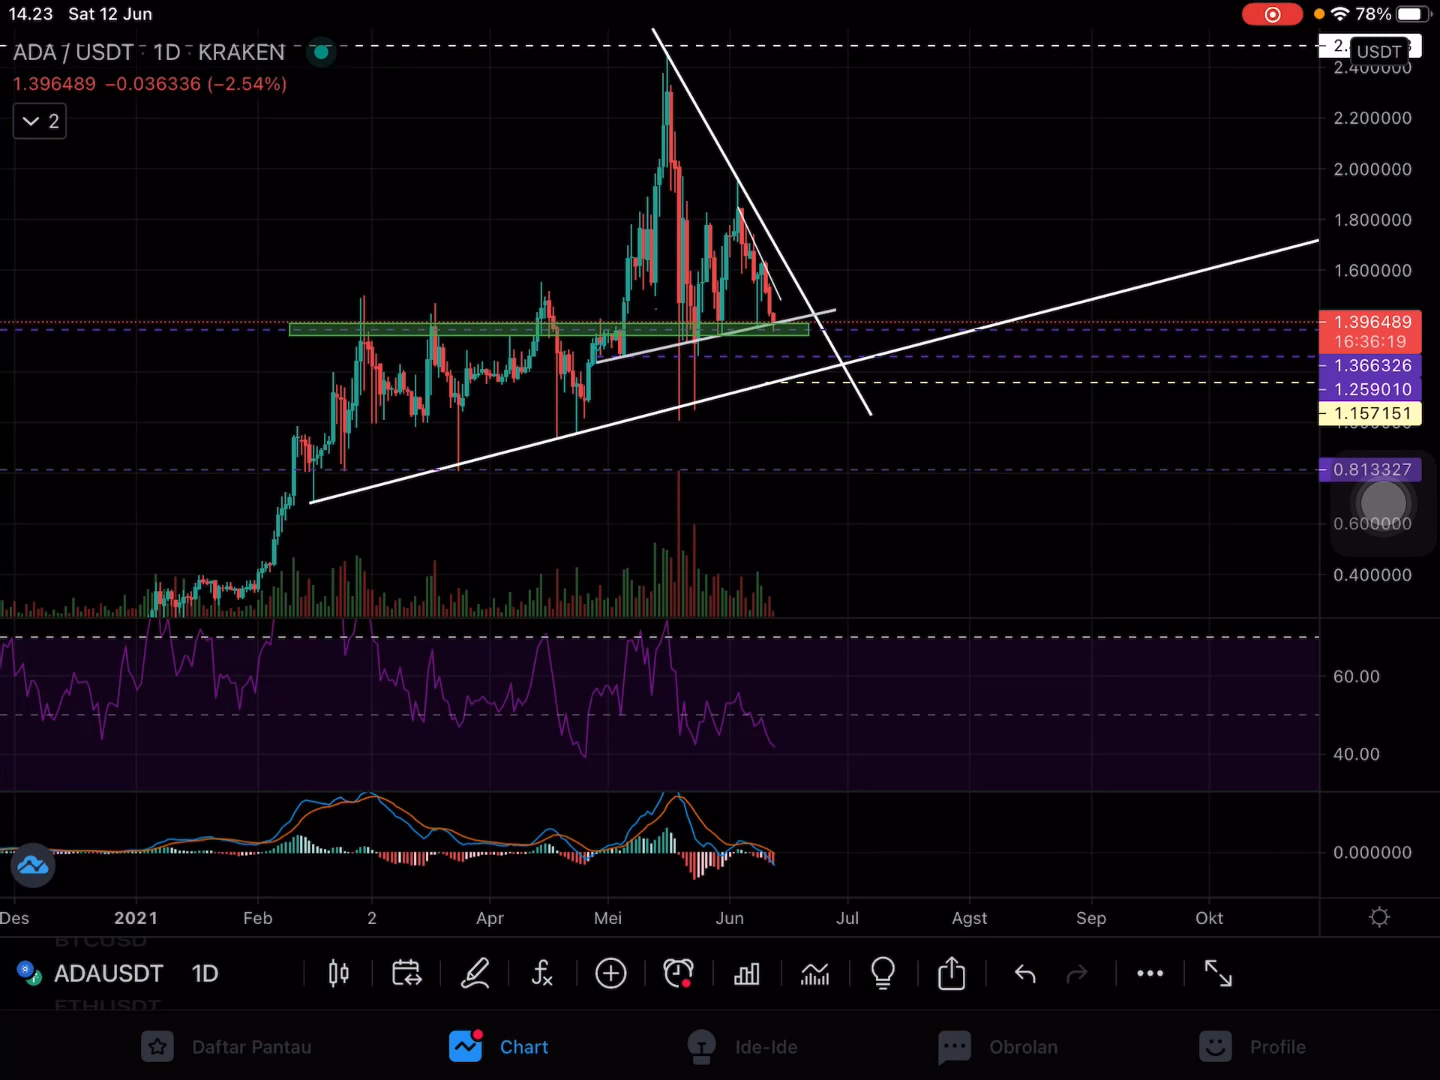 14.23 Sat 12 Jun
78%
ADA / USDT · 1D · KRAKEN
1.396489 −0.036336 (−2.54%)
2
USDT
2.400000
2.200000
2.000000
1.800000
1.600000
1.396489
16:36:19
1.366326
1.259010
1.157151
0.813327
0.600000
0.400000
60.00
40.00
0.000000
Des 2021 Feb 2 Apr Mei Jun Jul Agst Sep Okt
BTCUSD
ADAUSDT 1D
ETHUSDT
Daftar Pantau
Chart
Ide-Ide
Obrolan
Profile